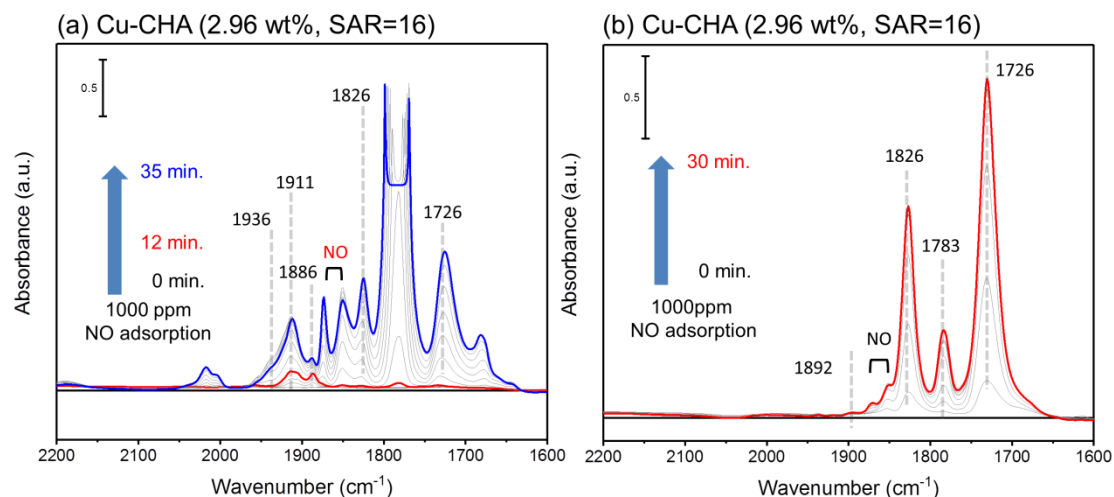 (a) Cu-CHA (2.96 wt%, SAR=16)
0.5
1826
35 min.
1936
1911
1886
NO
1726
12 min.
0 min.
1000 ppm
NO adsorption
Absorbance (a.u.)
2200 2100 2000 1900 1800 1700 1600
Wavenumber (cm⁻¹)
(b) Cu-CHA (2.96 wt%, SAR=16)
0.5
1726
30 min.
1826
1783
0 min.
1000ppm
NO adsorption
NO
1892
Absorbance (a.u.)
2200 2100 2000 1900 1800 1700 1600
Wavenumber (cm⁻¹)